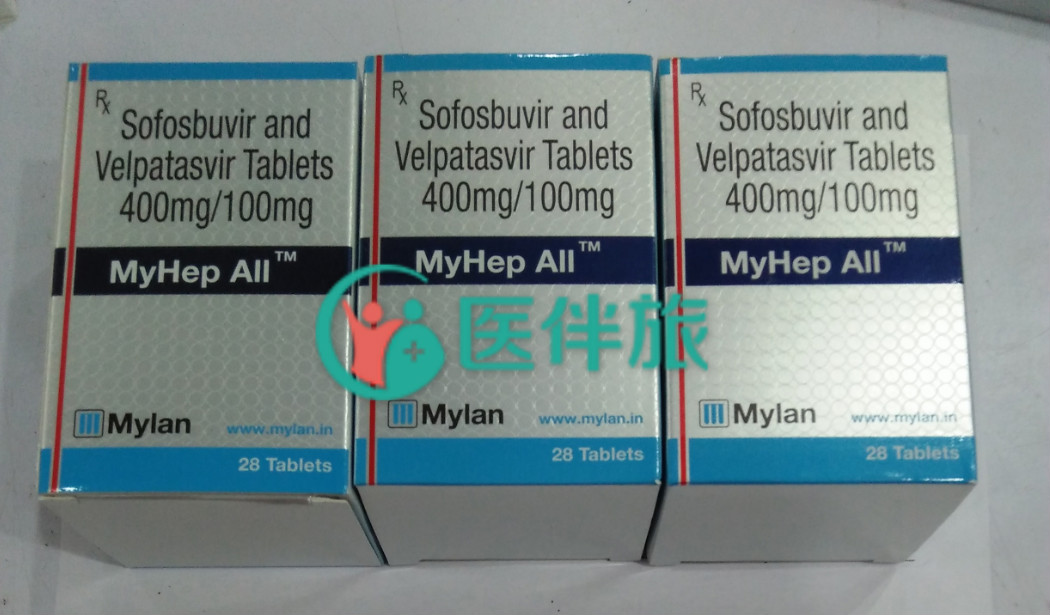 Rx
Sofosbuvir and
Velpatasvir Tablets
400mg/100mg
MyHep All™
Mylan
www.mylan.in
28 Tablets
Rx
Sofosbuvir and
Velpatasvir Tablets
400mg/100mg
MyHep All™
Mylan
www.mylan.in
28 Tablets
Rx
Sofosbuvir and
Velpatasvir Tablets
400mg/100mg
MyHep All™
Mylan
www.mylan.in
28 Tablets
医伴旅